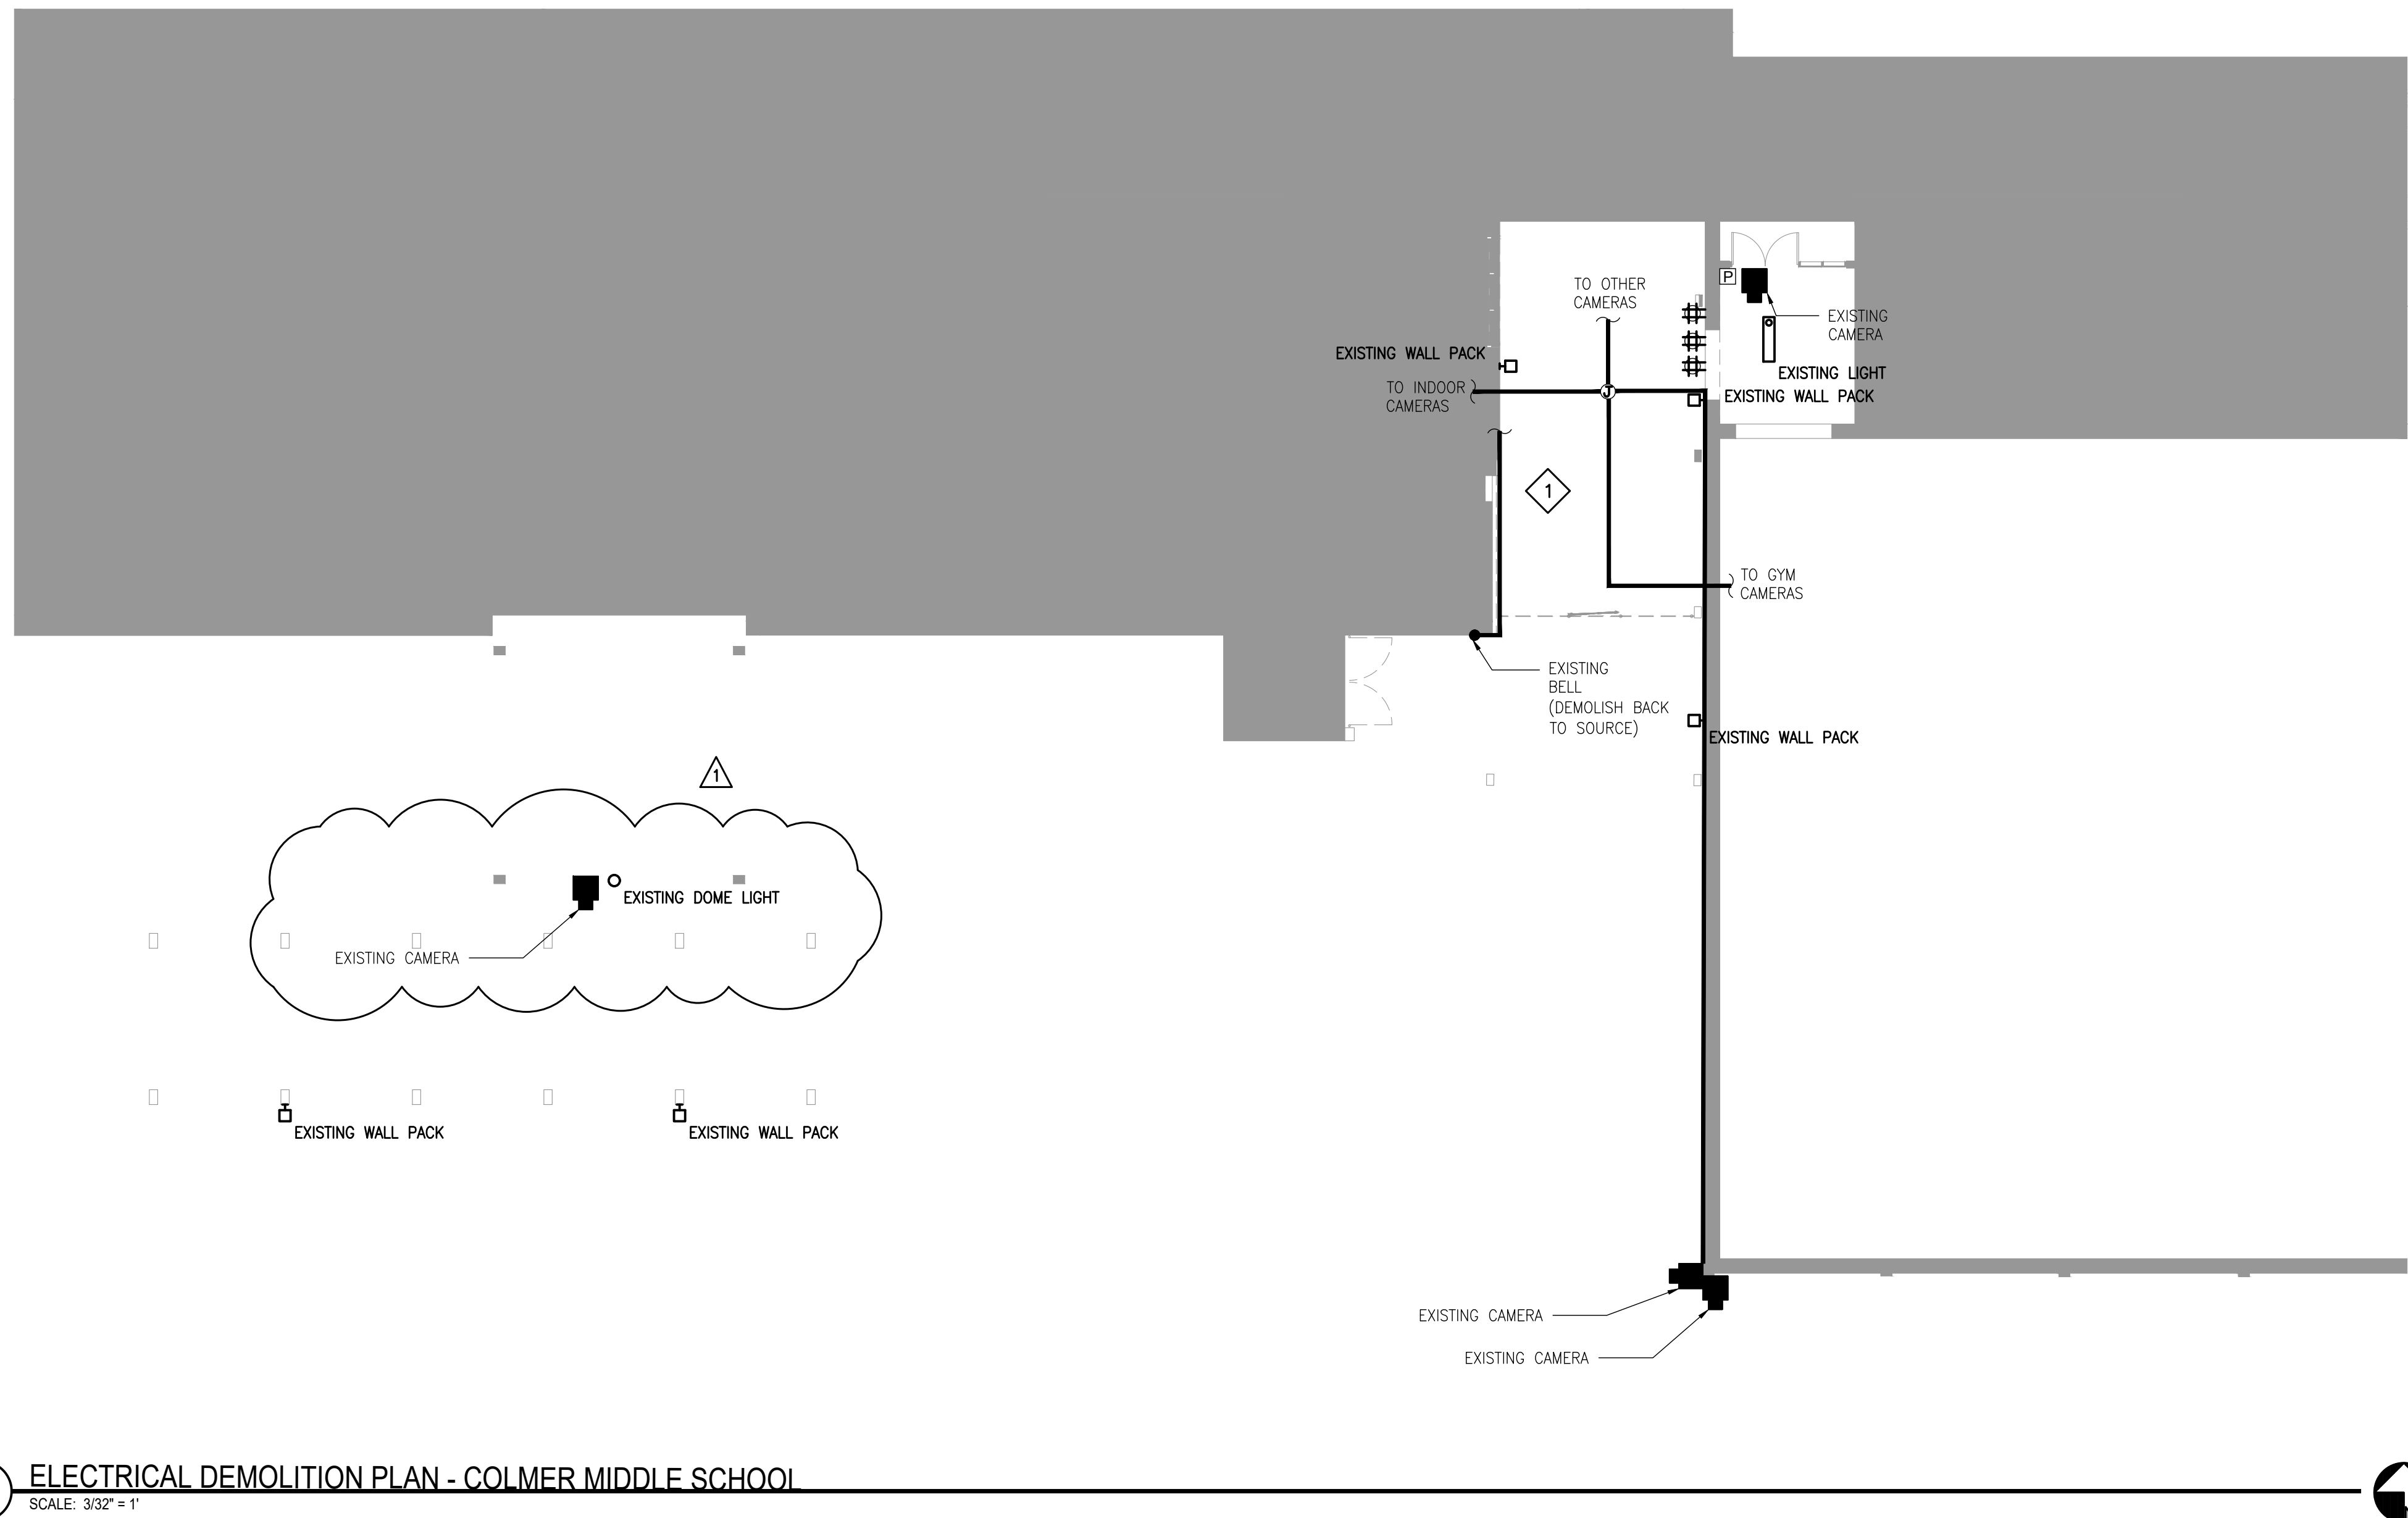 TO OTHER
CAMERAS
P
EXISTING
CAMERA
EXISTING WALL PACK
EXISTING LIGHT
TO INDOOR
CAMERAS
J
EXISTING WALL PACK
1
TO GYM
CAMERAS
EXISTING
BELL
(DEMOLISH BACK
TO SOURCE)
EXISTING WALL PACK
1
EXISTING DOME LIGHT
EXISTING CAMERA
EXISTING WALL PACK
EXISTING WALL PACK
EXISTING CAMERA
EXISTING CAMERA
ELECTRICAL DEMOLITION PLAN - COLMER MIDDLE SCHOOL
SCALE: 3/32" = 1'